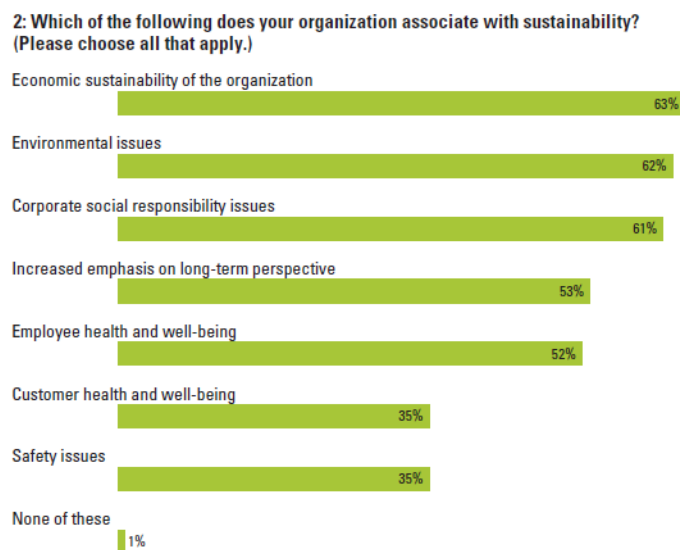 2: Which of the following does your organization associate with sustainability?
(Please choose all that apply.)
Economic sustainability of the organization
63%
Environmental issues
62%
Corporate social responsibility issues
61%
Increased emphasis on long-term perspective
53%
Employee health and well-being
52%
Customer health and well-being
35%
Safety issues
35%
None of these
1%